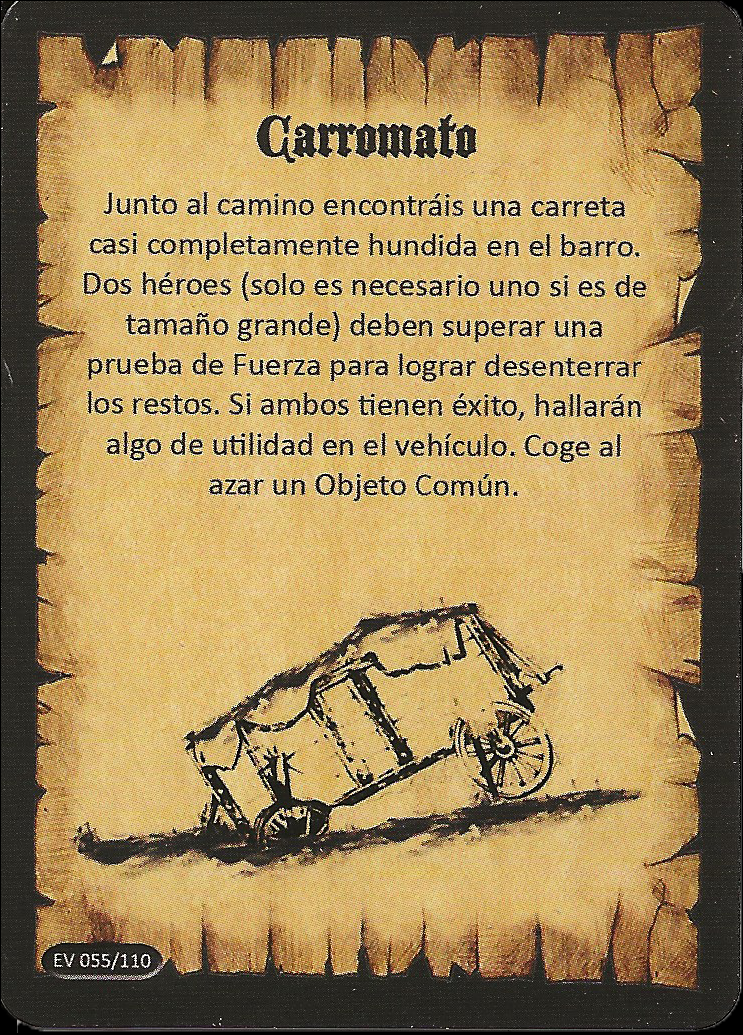 Carromato
Junto al camino encontráis una carreta
casi completamente hundida en el barro.
Dos héroes (solo es necesario uno si es de
tamaño grande) deben superar una
prueba de Fuerza para lograr desenterrar
los restos. Si ambos tienen éxito, hallarán
algo de utilidad en el vehículo. Coge al
azar un Objeto Común.
EV 055/110